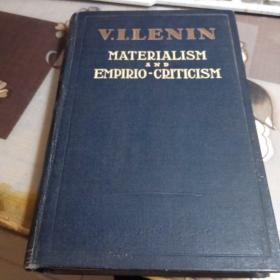 V.I.LENIN
MATERIALISM
AND
EMPIRIO-CRITICISM